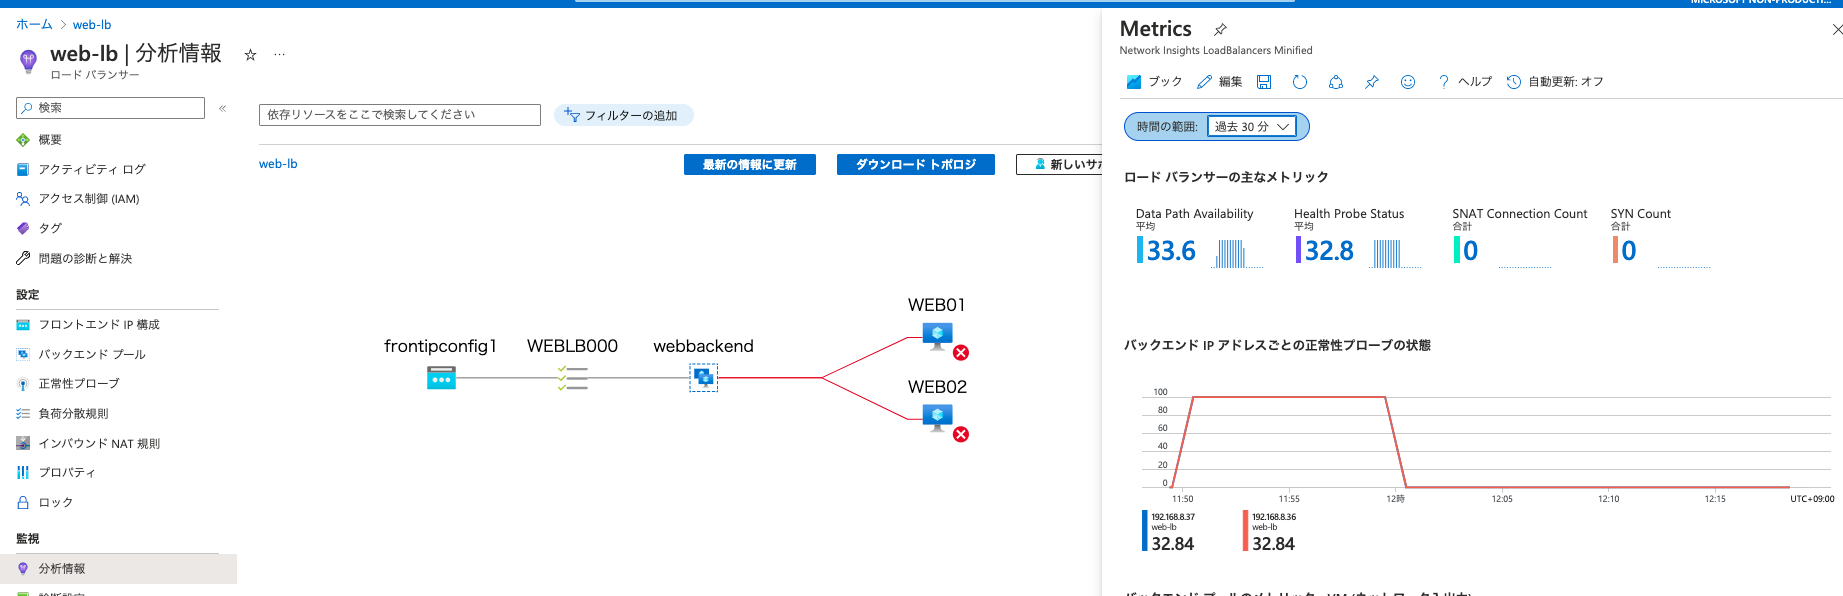 MICROSOFT NON-PRODUCTI...
ホーム > web-lb
web-lb | 分析情報
ロード バランサー
検索
概要
アクティビティ ログ
アクセス制御 (IAM)
タグ
問題の診断と解決
設定
フロントエンド IP 構成
バックエンド プール
正常性プローブ
負荷分散規則
インバウンド NAT 規則
プロパティ
ロック
監視
分析情報
診断設定
依存リソースをここで検索してください
フィルターの追加
web-lb
最新の情報に更新
ダウンロード トポロジ
新しいサポ
frontipconfig1
WEBLB000
webbackend
WEB01
WEB02
Metrics
Network Insights LoadBalancers Minified
ブック
編集
ヘルプ
自動更新: オフ
時間の範囲: 過去 30 分
ロード バランサーの主なメトリック
Data Path Availability
平均
33.6
Health Probe Status
平均
32.8
SNAT Connection Count
合計
0
SYN Count
合計
0
バックエンド IP アドレスごとの正常性プローブの状態
100
80
60
40
20
0
11:50
11:55
12時
12:05
12:10
12:15
UTC+09:00
192.168.8.37
web-lb
32.84
192.168.8.36
web-lb
32.84